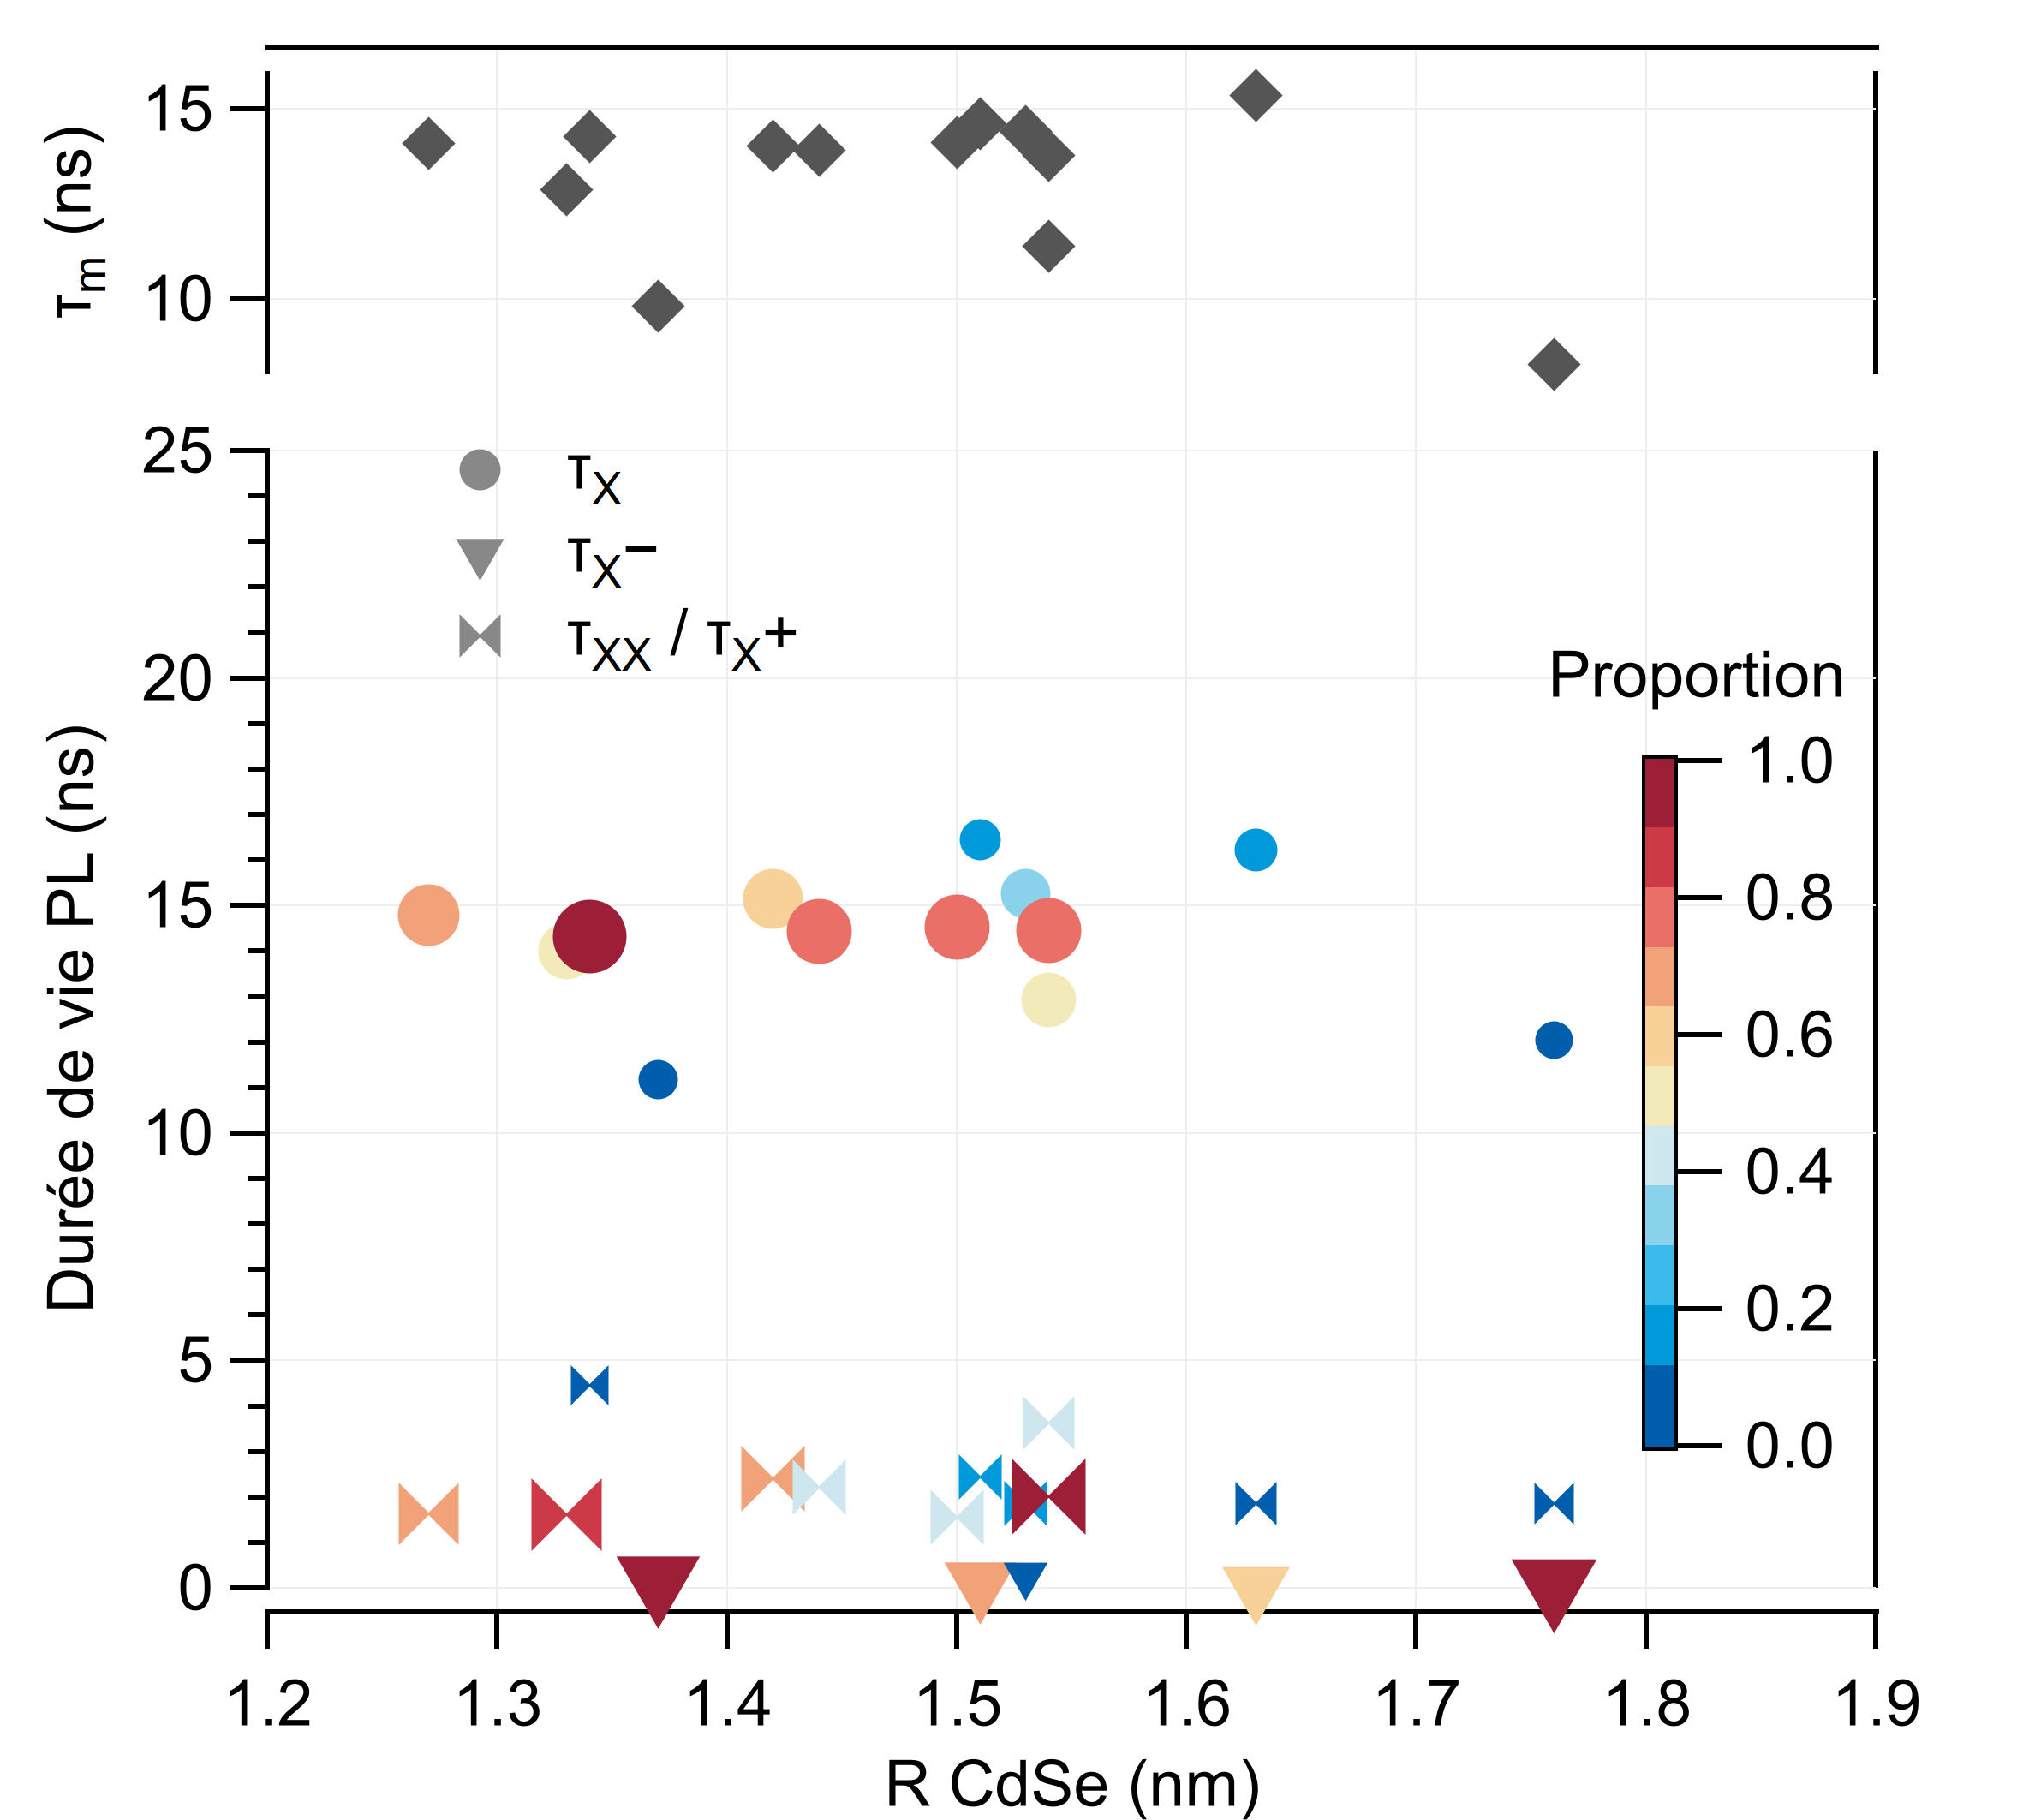 τm (ns)
15
10
Durée de vie PL (ns)
25
20
15
10
5
0
τX
τX−
τXX / τX+
Proportion
1.0
0.8
0.6
0.4
0.2
0.0
1.2 1.3 1.4 1.5 1.6 1.7 1.8 1.9
R CdSe (nm)